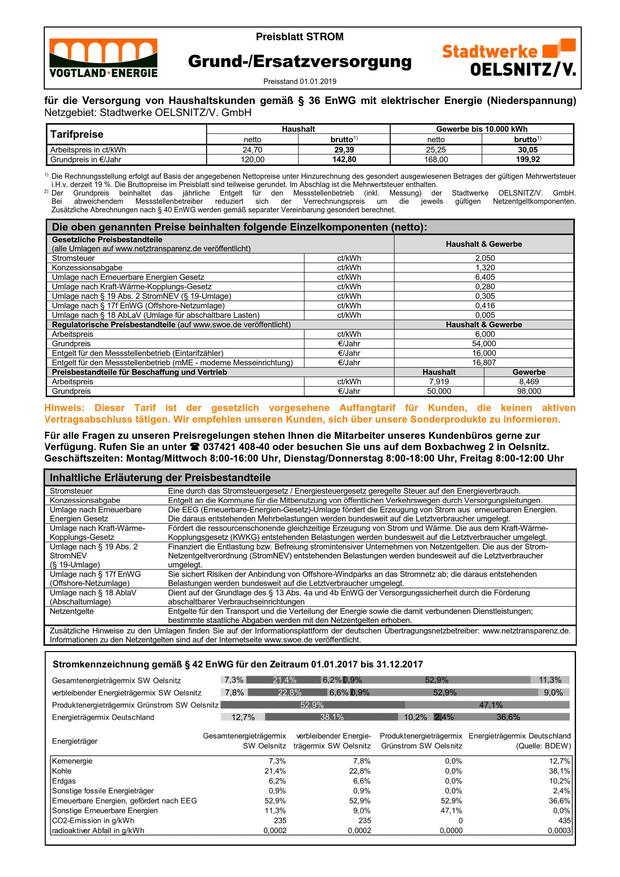 Preisblatt STROM
VOGTLAND•ENERGIE
Grund-/Ersatzversorgung
Preisstand 01.01.2019
Stadtwerke
OELSNITZ/V.
für die Versorgung von Haushaltskunden gemäß § 36 EnWG mit elektrischer Energie (Niederspannung)
Netzgebiet: Stadtwerke OELSNITZ/V. GmbH
Tarifpreise Haushalt Gewerbe bis 10.000 kWh
netto brutto1) netto brutto1)
Arbeitspreis in ct/kWh 24,70 29,39 25,25 30,05
Grundpreis in €/Jahr 120,00 142,80 168,00 199,92
1) Die Rechnungsstellung erfolgt auf Basis der angegebenen Nettopreise unter Hinzurechnung des gesondert ausgewiesenen Betrages der gültigen Mehrwertsteuer
i.H.v. derzeit 19 %. Die Bruttopreise im Preisblatt sind teilweise gerundet. Im Abschlag ist die Mehrwertsteuer enthalten.
2) Der Grundpreis beinhaltet das jährliche Entgelt für den Messstellenbetrieb (inkl. Messung) der Stadtwerke OELSNITZ/V. GmbH.
Bei abweichendem Messstellenbetreiber reduziert sich der Verrechnungspreis um die jeweils gültigen Netzentgeltkomponenten.
Zusätzliche Abrechnungen nach § 40 EnWG werden gemäß separater Vereinbarung gesondert berechnet.
Die oben genannten Preise beinhalten folgende Einzelkomponenten (netto):
Gesetzliche Preisbestandteile
(alle Umlagen auf www.netztransparenz.de veröffentlicht) Haushalt & Gewerbe
Stromsteuer ct/kWh 2,050
Konzessionsabgabe ct/kWh 1,320
Umlage nach Erneuerbare Energien Gesetz ct/kWh 6,405
Umlage nach Kraft-Wärme-Kopplungs-Gesetz ct/kWh 0,280
Umlage nach § 19 Abs. 2 StromNEV (§ 19-Umlage) ct/kWh 0,305
Umlage nach § 17f EnWG (Offshore-Netzumlage) ct/kWh 0,416
Umlage nach § 18 AbLaV (Umlage für abschaltbare Lasten) ct/kWh 0,005
Regulatorische Preisbestandteile (auf www.swoe.de veröffentlicht) Haushalt & Gewerbe
Arbeitspreis ct/kWh 6,000
Grundpreis €/Jahr 54,000
Entgelt für den Messstellenbetrieb (Eintarifzähler) €/Jahr 16,000
Entgelt für den Messstellenbetrieb (mME - moderne Messeinrichtung) €/Jahr 16,807
Preisbestandteile für Beschaffung und Vertrieb Haushalt Gewerbe
Arbeitspreis ct/kWh 7,919 8,469
Grundpreis €/Jahr 50,000 98,000
Hinweis: Dieser Tarif ist der gesetzlich vorgesehene Auffangtarif für Kunden, die keinen aktiven
Vertragsabschluss tätigen. Wir empfehlen unseren Kunden, sich über unsere Sonderprodukte zu informieren.
Für alle Fragen zu unseren Preisregelungen stehen Ihnen die Mitarbeiter unseres Kundenbüros gerne zur
Verfügung. Rufen Sie an unter ☎ 037421 408-40 oder besuchen Sie uns auf dem Boxbachweg 2 in Oelsnitz.
Geschäftszeiten: Montag/Mittwoch 8:00-16:00 Uhr, Dienstag/Donnerstag 8:00-18:00 Uhr, Freitag 8:00-12:00 Uhr
Inhaltliche Erläuterung der Preisbestandteile
Stromsteuer Eine durch das Stromsteuergesetz / Energiesteuergesetz geregelte Steuer auf den Energieverbrauch.
Konzessionsabgabe Entgelt an die Kommune für die Mitbenutzung von öffentlichen Verkehrswegen durch Versorgungsleitungen.
Umlage nach Erneuerbare Die EEG (Erneuerbare-Energien-Gesetz)-Umlage fördert die Erzeugung von Strom aus erneuerbaren Energien.
Energien Gesetz Die daraus entstehenden Mehrbelastungen werden bundesweit auf die Letztverbraucher umgelegt.
Umlage nach Kraft-Wärme- Fördert die ressourcenschonende gleichzeitige Erzeugung von Strom und Wärme. Die aus dem Kraft-Wärme-
Kopplungs-Gesetz Kopplungsgesetz (KWKG) entstehenden Belastungen werden bundesweit auf die Letztverbraucher umgelegt.
Umlage nach § 19 Abs. 2 Finanziert die Entlastung bzw. Befreiung stromintensiver Unternehmen von Netzentgelten. Die aus der Strom-
StromNEV Netzentgeltverordnung (StromNEV) entstehenden Belastungen werden bundesweit auf die Letztverbraucher
(§ 19-Umlage) umgelegt.
Umlage nach § 17f EnWG Sie sichert Risiken der Anbindung von Offshore-Windparks an das Stromnetz ab; die daraus entstehenden
(Offshore-Netzumlage) Belastungen werden bundesweit auf die Letztverbraucher umgelegt.
Umlage nach § 18 AblaV Dient auf der Grundlage des § 13 Abs. 4a und 4b EnWG der Versorgungssicherheit durch die Förderung
(Abschaltumlage) abschaltbarer Verbrauchseinrichtungen
Netzentgelte Entgelte für den Transport und die Verteilung der Energie sowie die damit verbundenen Dienstleistungen;
bestimmte staatliche Abgaben werden mit den Netzentgelten erhoben.
Zusätzliche Hinweise zu den Umlagen finden Sie auf der Informationsplattform der deutschen Übertragungsnetzbetreiber: www.netztransparenz.de.
Informationen zu den Netzentgelten sind auf der Internetseite www.swoe.de veröffentlicht.
Stromkennzeichnung gemäß § 42 EnWG für den Zeitraum 01.01.2017 bis 31.12.2017
Gesamtenergieträgermix SW Oelsnitz 7,3% 21,4% 6,2% 0,9% 52,9% 11,3%
verbleibender Energieträgermix SW Oelsnitz 7,8% 22,8% 6,6% 0,9% 52,9% 9,0%
Produktenergieträgermix Grünstrom SW Oelsnitz 52,9% 47,1%
Energieträgermix Deutschland 12,7% 38,1% 10,2% 2,4% 36,6%
Energieträger Gesamtenergieträgermix verbleibender Energie- Produktenergieträgermix Energieträgermix Deutschland
SW Oelsnitz trägermix SW Oelsnitz Grünstrom SW Oelsnitz (Quelle: BDEW)
Kernenergie 7,3% 7,8% 0,0% 12,7%
Kohle 21,4% 22,8% 0,0% 38,1%
Erdgas 6,2% 6,6% 0,0% 10,2%
Sonstige fossile Energieträger 0,9% 0,9% 0,0% 2,4%
Erneuerbare Energien, gefördert nach EEG 52,9% 52,9% 52,9% 36,6%
Sonstige Erneuerbare Energien 11,3% 9,0% 47,1% 0,0%
CO2-Emission in g/kWh 235 235 0 435
radioaktiver Abfall in g/kWh 0,0002 0,0002 0,0000 0,0003